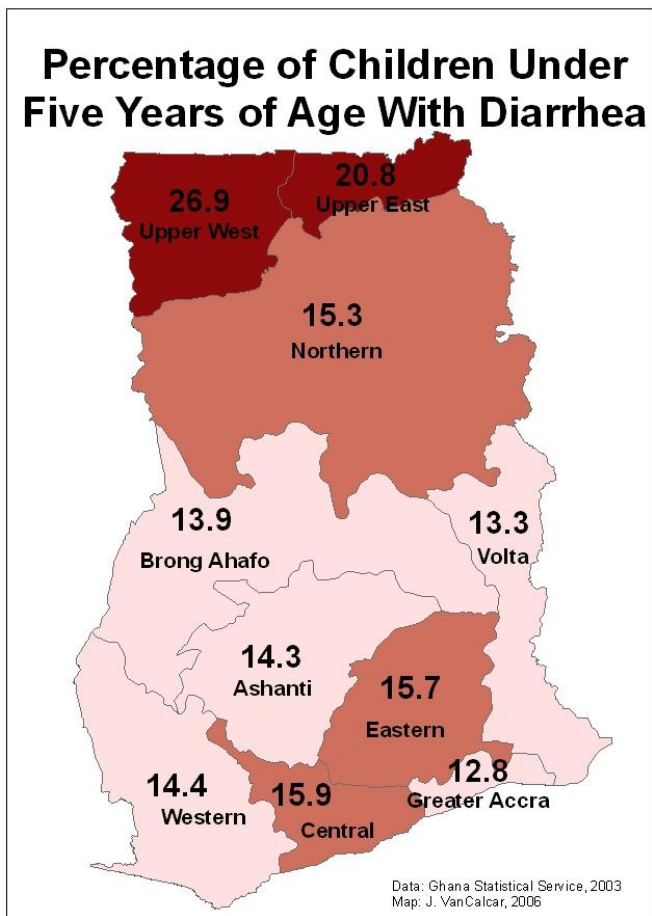 Percentage of Children Under
Five Years of Age With Diarrhea
26.9
Upper West
20.8
Upper East
15.3
Northern
13.9
Brong Ahafo
13.3
Volta
14.3
Ashanti
15.7
Eastern
14.4
Western
15.9
Central
12.8
Greater Accra
Data: Ghana Statistical Service, 2003
Map: J. VanCalcar, 2006